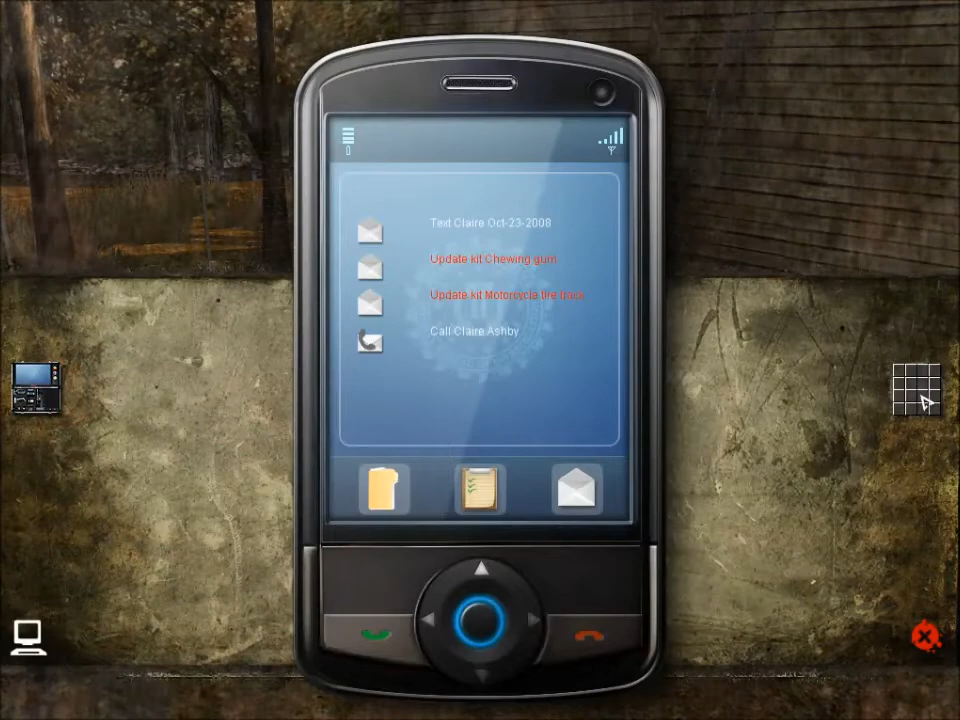 Text Claire Oct-23-2008
Update kit Chewing gum
Update kit Motorcycle tire track
Call Claire Ashby